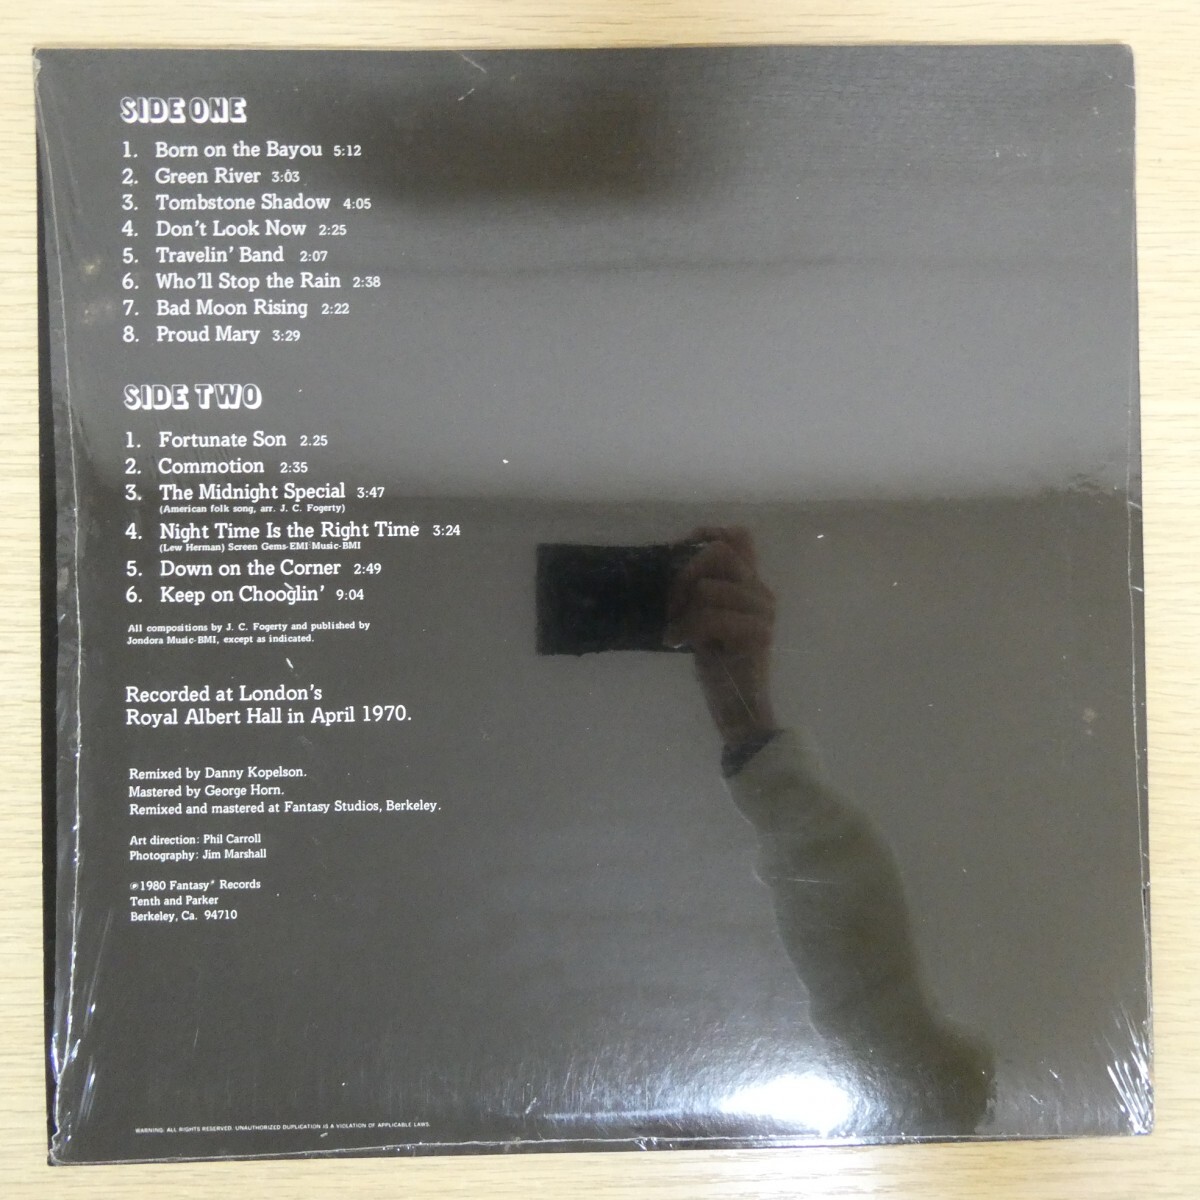 SIDE ONE
1. Born on the Bayou 5:12
2. Green River 3:03
3. Tombstone Shadow 4:05
4. Don't Look Now 2:25
5. Travelin' Band 2:07
6. Who'll Stop the Rain 2:38
7. Bad Moon Rising 2:22
8. Proud Mary 3:29
SIDE TWO
1. Fortunate Son 2.25
2. Commotion 2:35
3. The Midnight Special 3:47
(American folk song, arr. J. C. Fogerty)
4. Night Time Is the Right Time 3:24
(Lew Herman) Screen Gems-EMI Music-BMI
5. Down on the Corner 2:49
6. Keep on Chooglin' 9:04
All compositions by J. C. Fogerty and published by
Jondora Music-BMI, except as indicated.
Recorded at London's
Royal Albert Hall in April 1970.
Remixed by Danny Kopelson.
Mastered by George Horn.
Remixed and mastered at Fantasy Studios, Berkeley.
Art direction: Phil Carroll
Photography: Jim Marshall
℗1980 Fantasy® Records
Tenth and Parker
Berkeley, Ca. 94710
WARNING: ALL RIGHTS RESERVED. UNAUTHORIZED DUPLICATION IS A VIOLATION OF APPLICABLE LAWS.